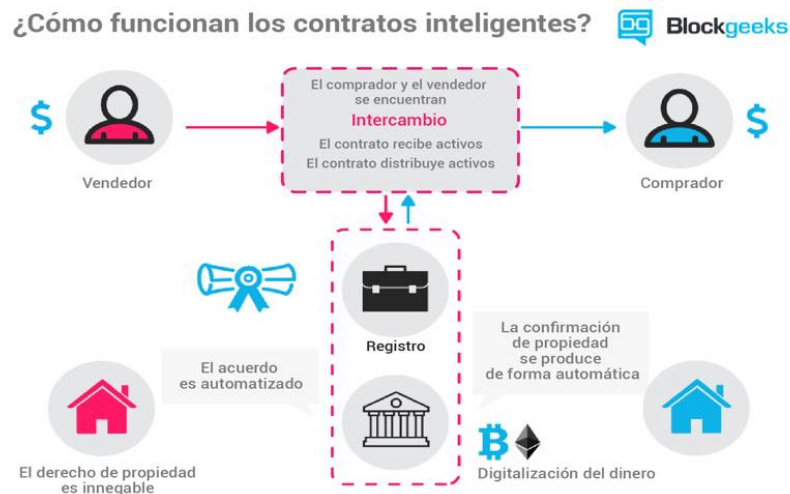 ¿Cómo funcionan los contratos inteligentes?
Blockgeeks
El comprador y el vendedor
se encuentran
Intercambio
El contrato recibe activos
El contrato distribuye activos
$
Vendedor
$
Comprador
Registro
El acuerdo
es automatizado
La confirmación
de propiedad
se produce
de forma automática
El derecho de propiedad
es innegable
Digitalización del dinero